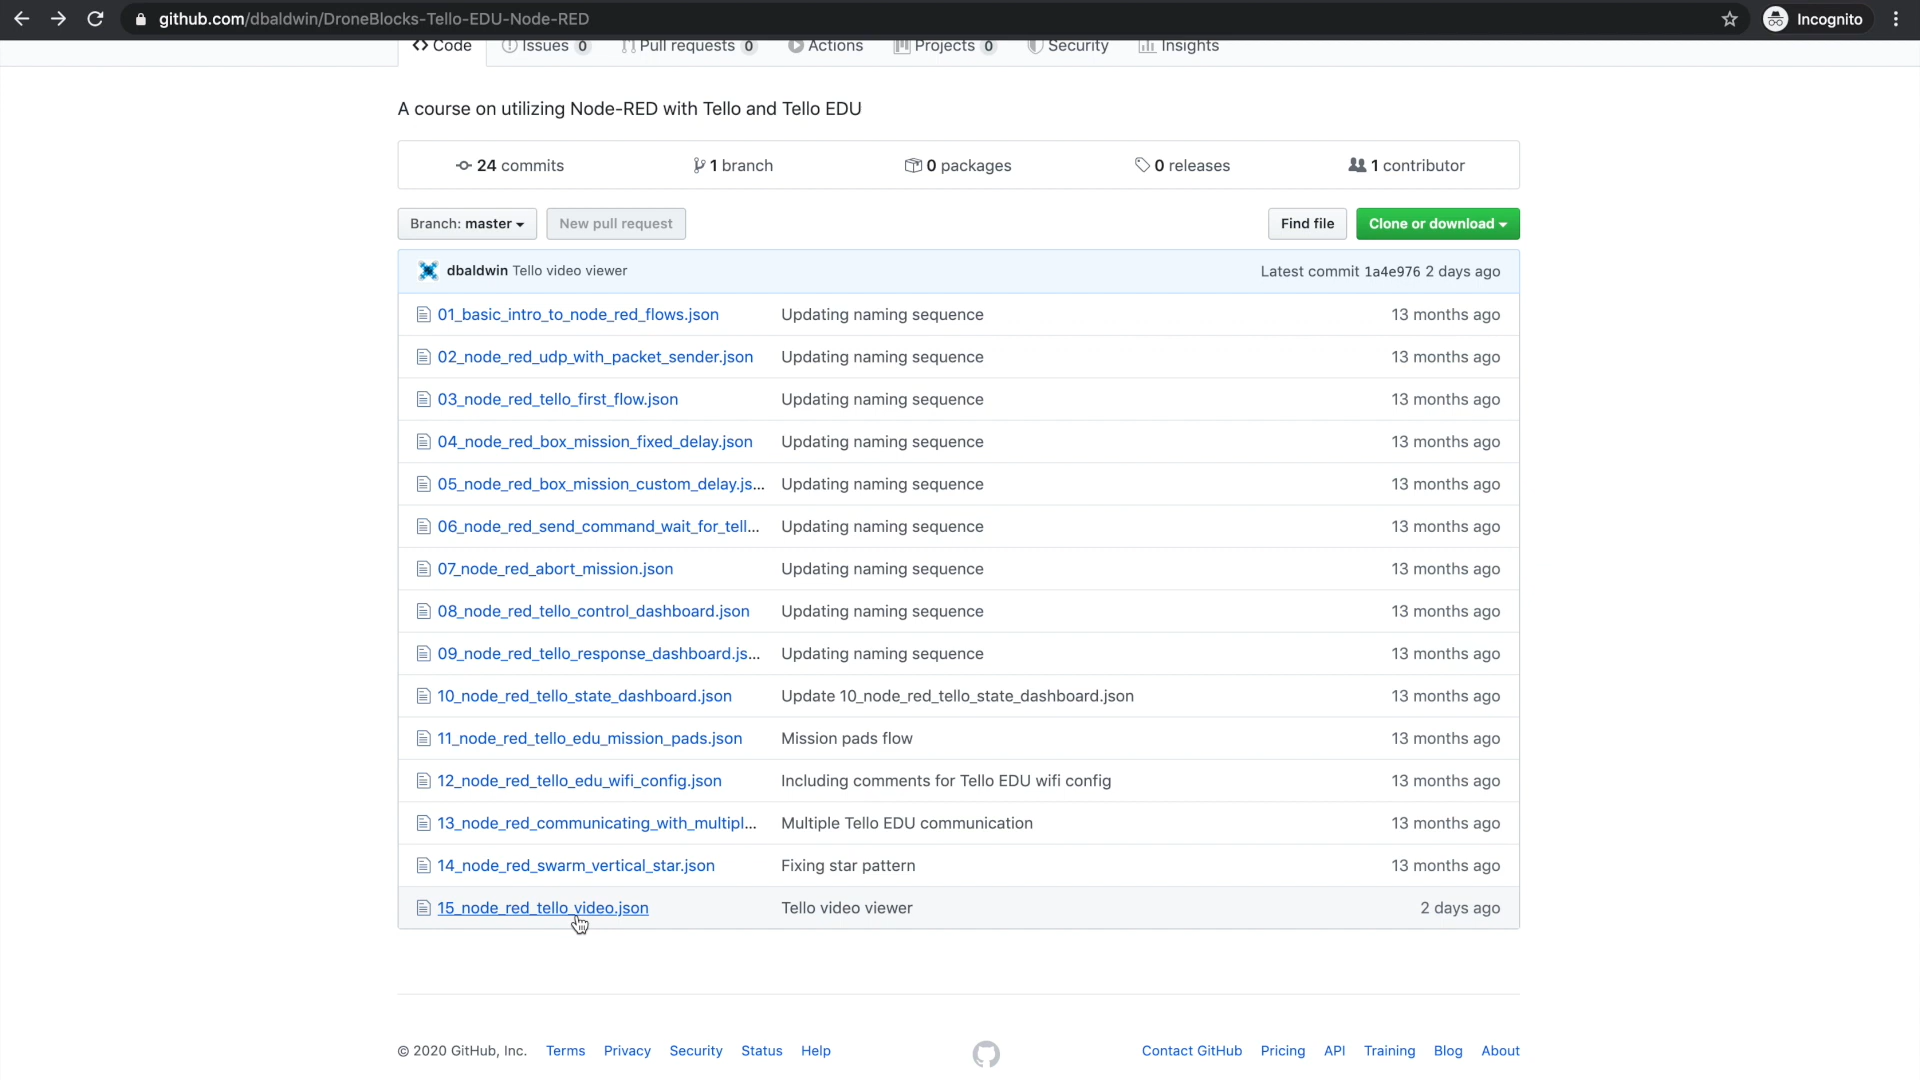 github.com/dbaldwin/DroneBlocks-Tello-EDU-Node-RED Incognito
Code Issues 0 Pull requests 0 Actions Projects 0 Security Insights
A course on utilizing Node-RED with Tello and Tello EDU
24 commits 1 branch 0 packages 0 releases 1 contributor
Branch: master New pull request Find file Clone or download
dbaldwin Tello video viewer Latest commit 1a4e976 2 days ago
01_basic_intro_to_node_red_flows.json Updating naming sequence 13 months ago
02_node_red_udp_with_packet_sender.json Updating naming sequence 13 months ago
03_node_red_tello_first_flow.json Updating naming sequence 13 months ago
04_node_red_box_mission_fixed_delay.json Updating naming sequence 13 months ago
05_node_red_box_mission_custom_delay.js... Updating naming sequence 13 months ago
06_node_red_send_command_wait_for_tell... Updating naming sequence 13 months ago
07_node_red_abort_mission.json Updating naming sequence 13 months ago
08_node_red_tello_control_dashboard.json Updating naming sequence 13 months ago
09_node_red_tello_response_dashboard.js... Updating naming sequence 13 months ago
10_node_red_tello_state_dashboard.json Update 10_node_red_tello_state_dashboard.json 13 months ago
11_node_red_tello_edu_mission_pads.json Mission pads flow 13 months ago
12_node_red_tello_edu_wifi_config.json Including comments for Tello EDU wifi config 13 months ago
13_node_red_communicating_with_multipl... Multiple Tello EDU communication 13 months ago
14_node_red_swarm_vertical_star.json Fixing star pattern 13 months ago
15_node_red_tello_video.json Tello video viewer 2 days ago
© 2020 GitHub, Inc. Terms Privacy Security Status Help Contact GitHub Pricing API Training Blog About